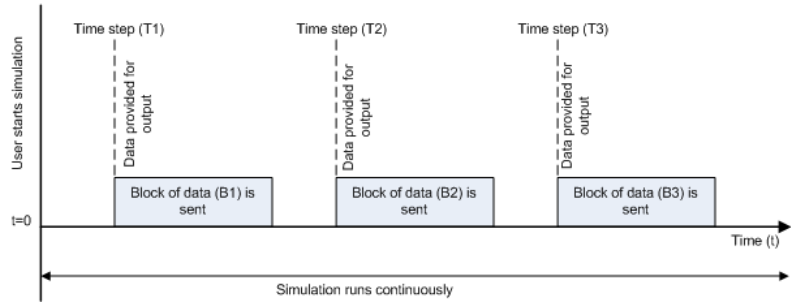 Time step (T1)
Time step (T2)
Time step (T3)
User starts simulation
Data provided for
output
Data provided for
output
Data provided for
output
Block of data (B1) is
sent
Block of data (B2) is
sent
Block of data (B3) is
sent
t=0
Time (t)
Simulation runs continuously